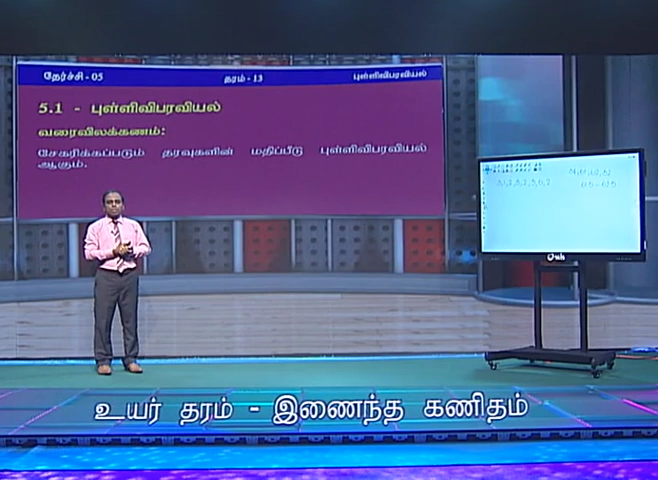 தேர்ச்சி - 05 தரம் - 13 புள்ளிவிபரவியல்
5.1 - புள்ளிவிபரவியல்
வரைவிலக்கணம்:
சேகரிக்கப்படும் தரவுகளின் மதிப்பீடு புள்ளிவிபரவியல்
ஆகும்.
உயர் தரம் - இணைந்த கணிதம்